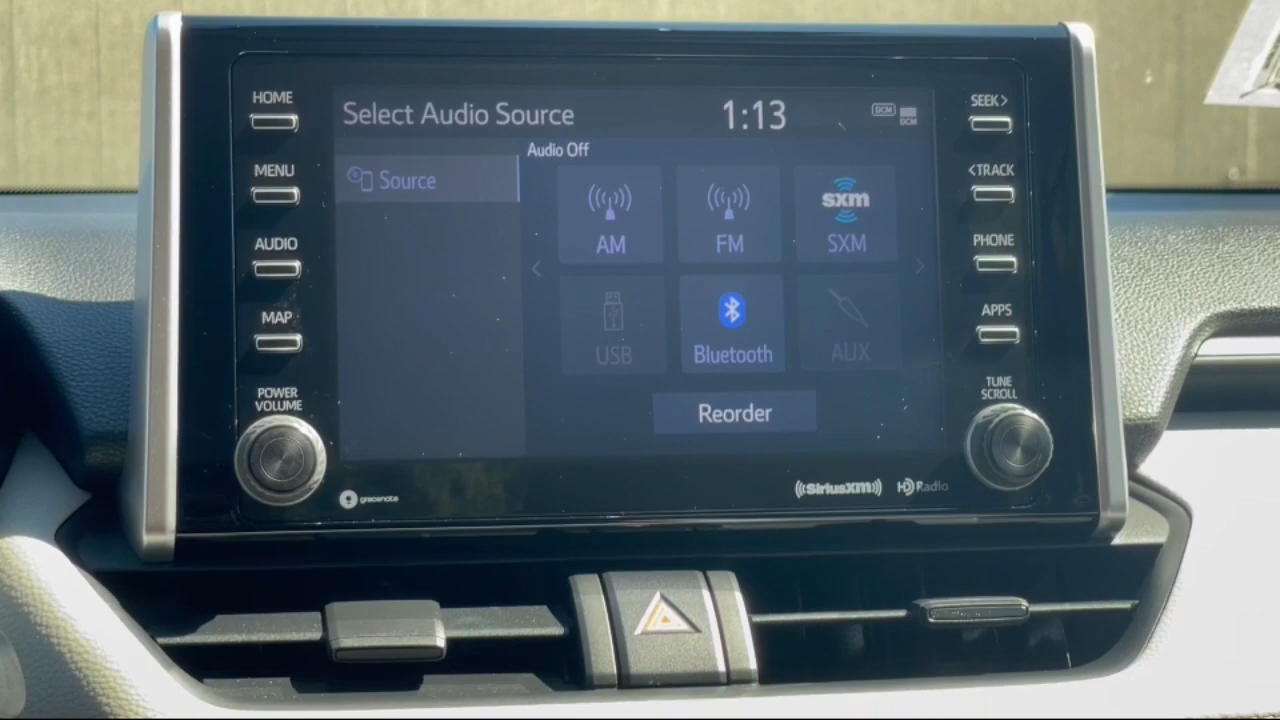 HOME
MENU
AUDIO
MAP
POWER
VOLUME
Select Audio Source
1:13
DCM
DCM
Source
Audio Off
AM
FM
sxm
SXM
USB
Bluetooth
AUX
Reorder
gracenote
((SiriusXM))
HD Radio
SEEK>
<TRACK
PHONE
APPS
TUNE
SCROLL